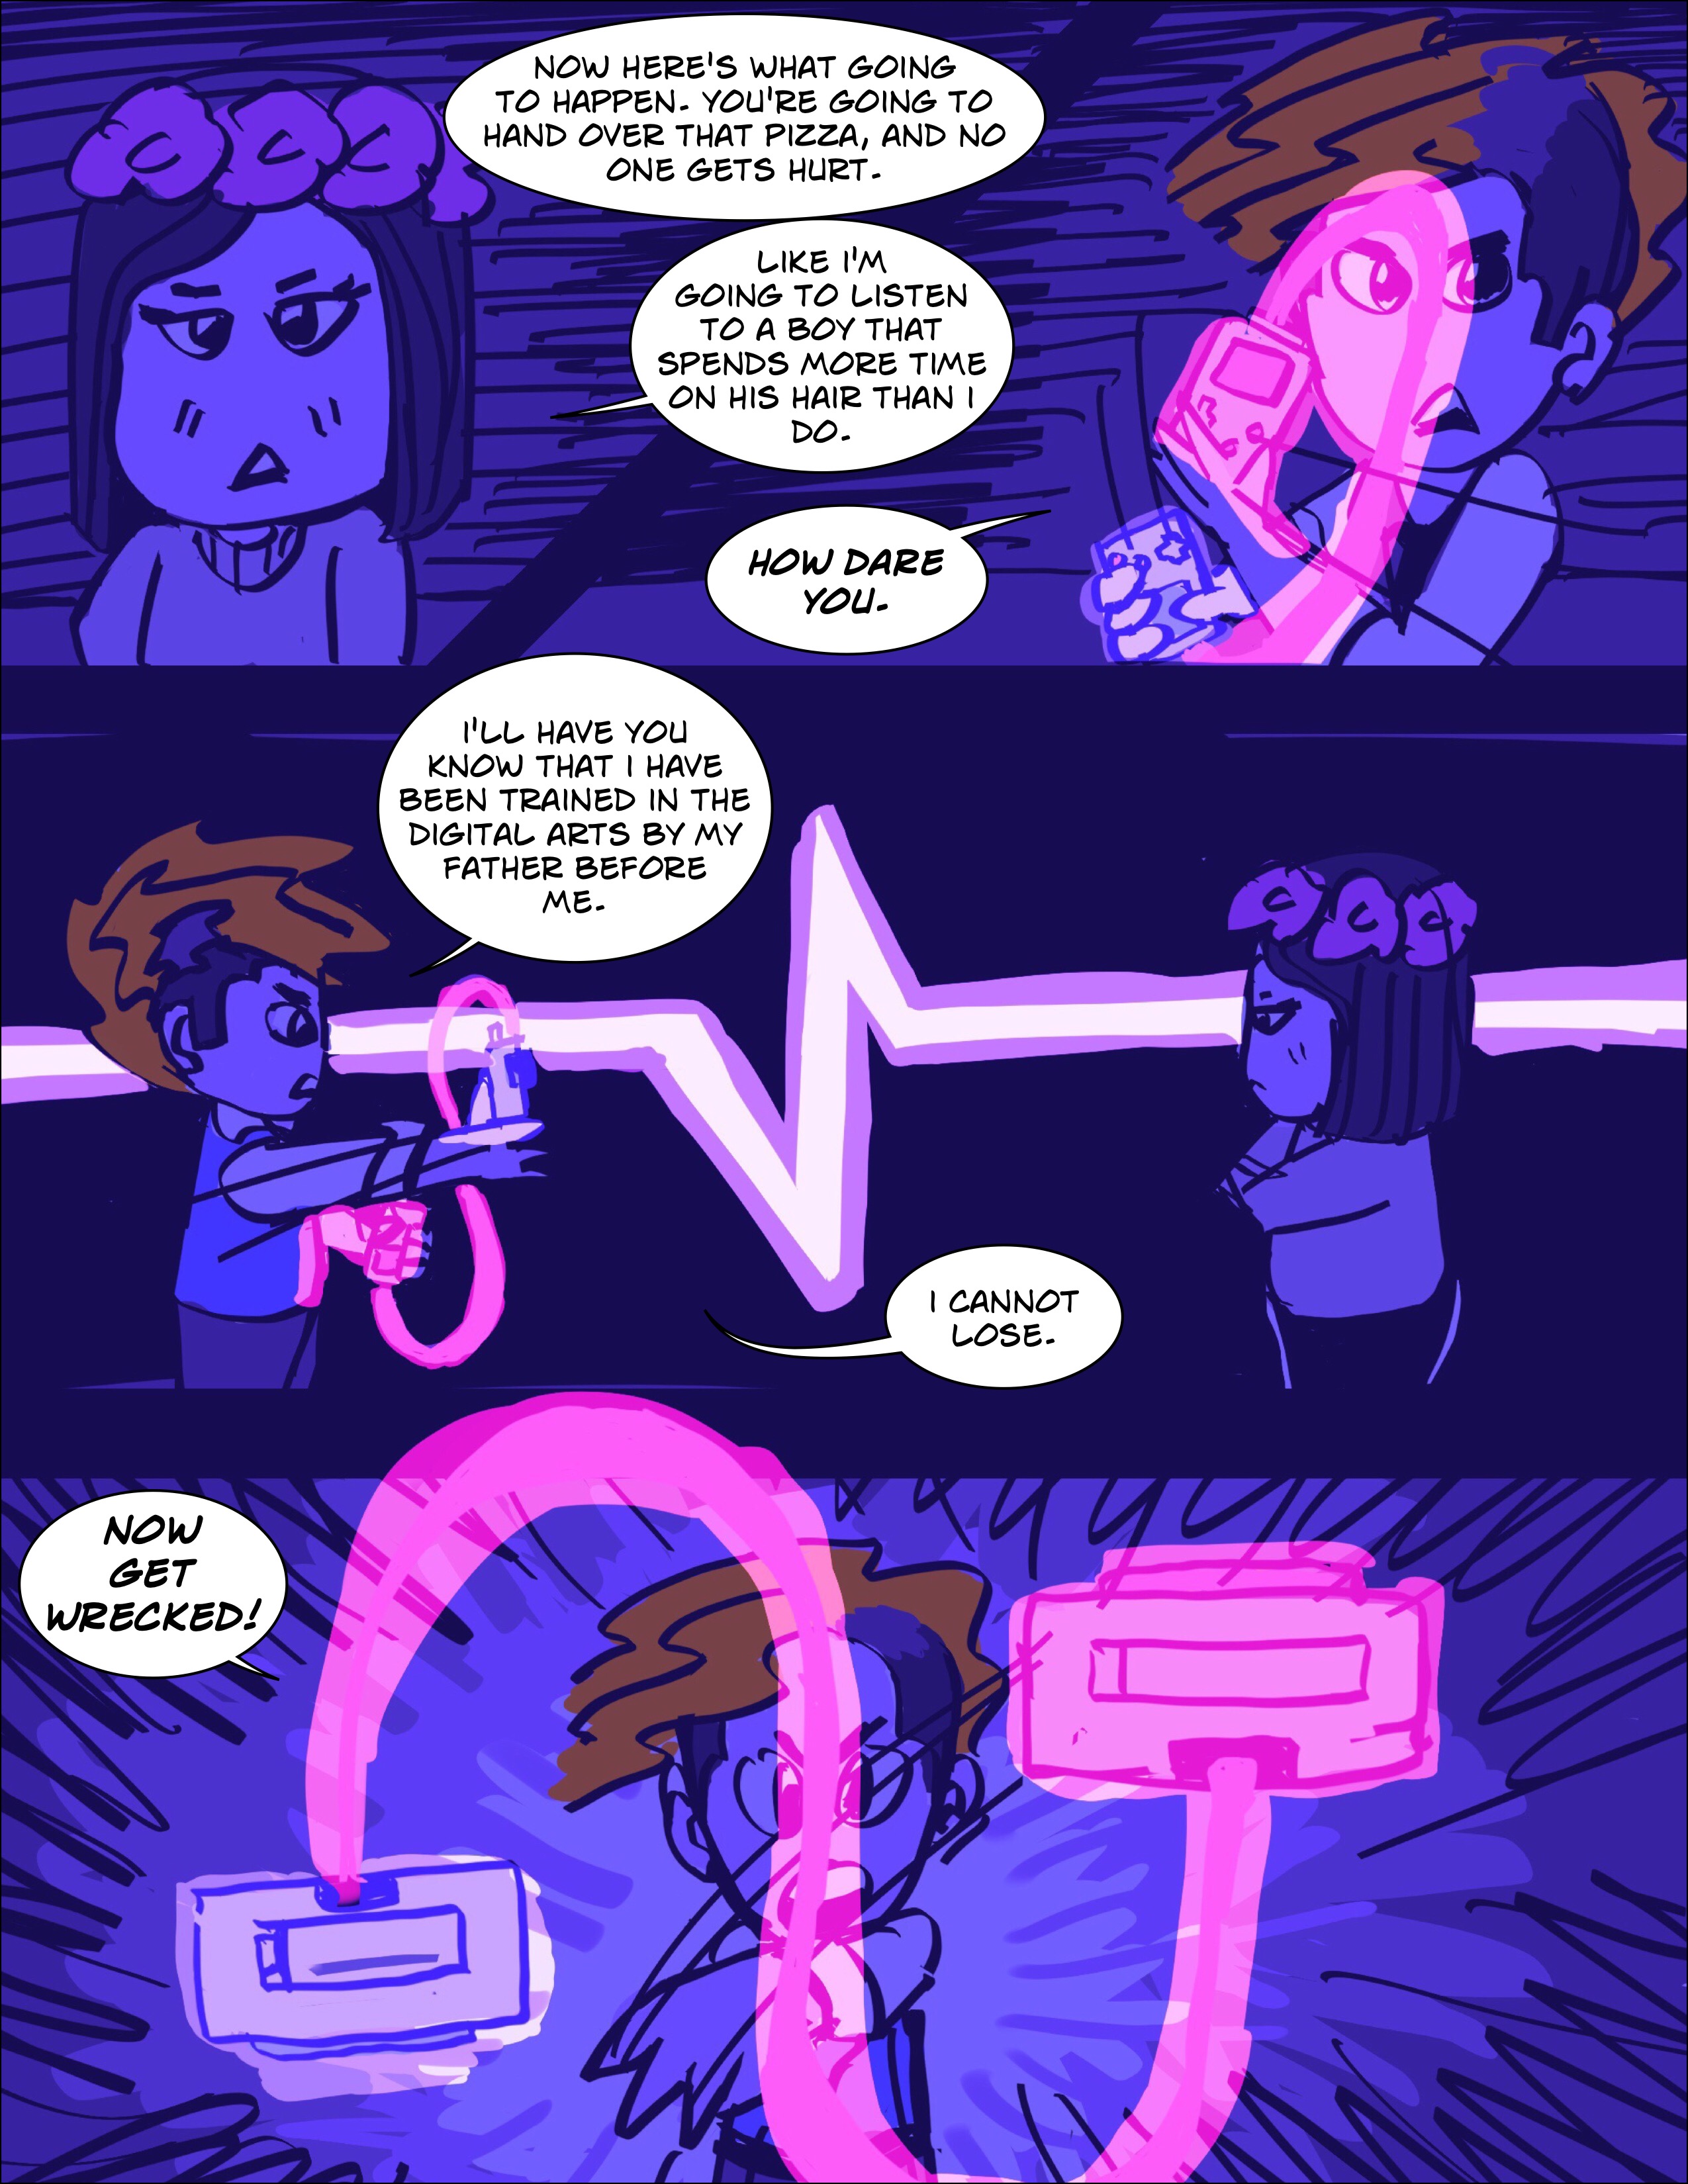 NOW HERE'S WHAT GOING
TO HAPPEN. YOU'RE GOING TO
HAND OVER THAT PIZZA, AND NO
ONE GETS HURT.
LIKE I'M
GOING TO LISTEN
TO A BOY THAT
SPENDS MORE TIME
ON HIS HAIR THAN I
DO.
HOW DARE
YOU.
I'LL HAVE YOU
KNOW THAT I HAVE
BEEN TRAINED IN THE
DIGITAL ARTS BY MY
FATHER BEFORE
ME.
I CANNOT
LOSE.
NOW
GET
WRECKED!